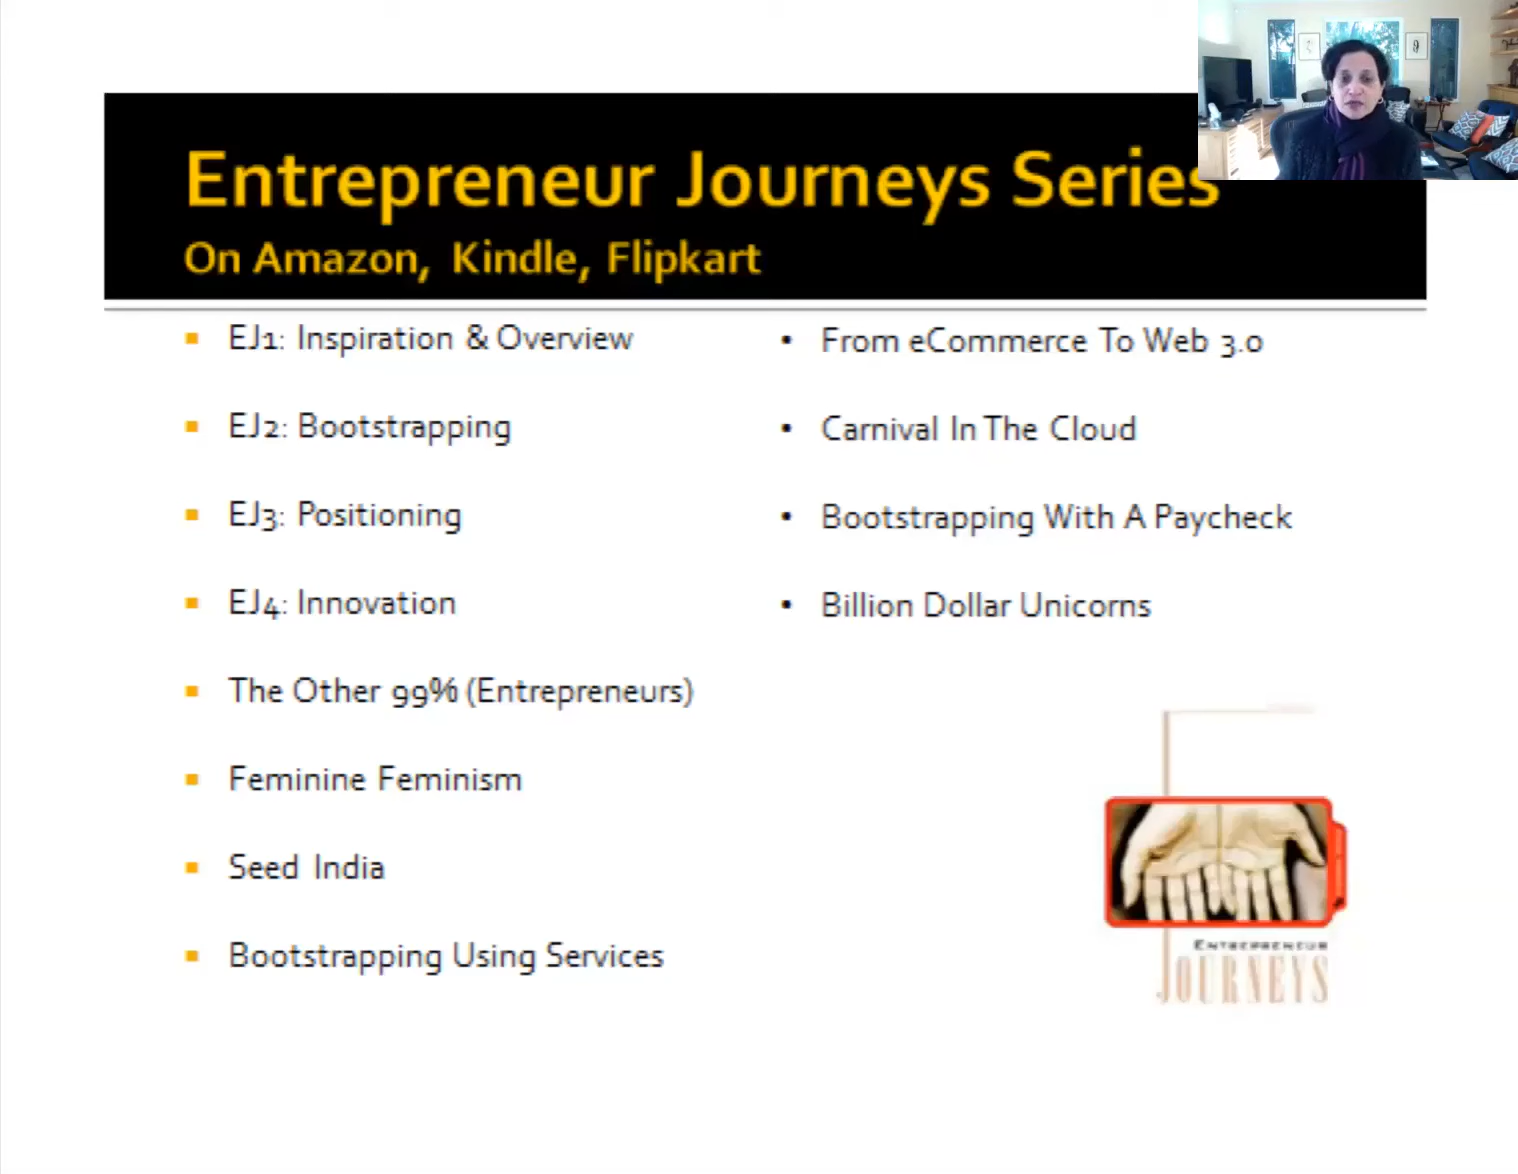 Entrepreneur Journeys Series
On Amazon, Kindle, Flipkart
EJ1: Inspiration & Overview
EJ2: Bootstrapping
EJ3: Positioning
EJ4: Innovation
The Other 99% (Entrepreneurs)
Feminine Feminism
Seed India
Bootstrapping Using Services
From eCommerce To Web 3.0
Carnival In The Cloud
Bootstrapping With A Paycheck
Billion Dollar Unicorns
ENTREPRENEUR
JOURNEYS